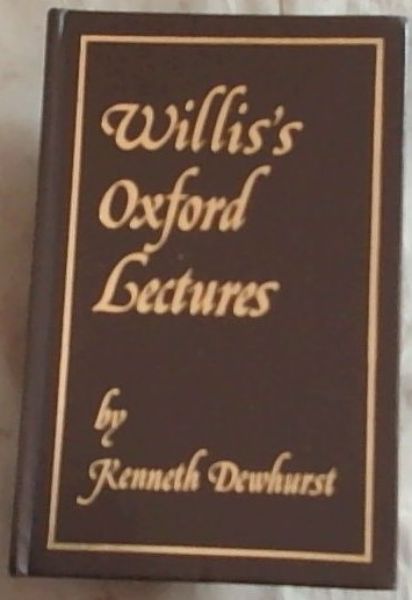 Willis's
Oxford
Lectures
by
Kenneth Dewhurst